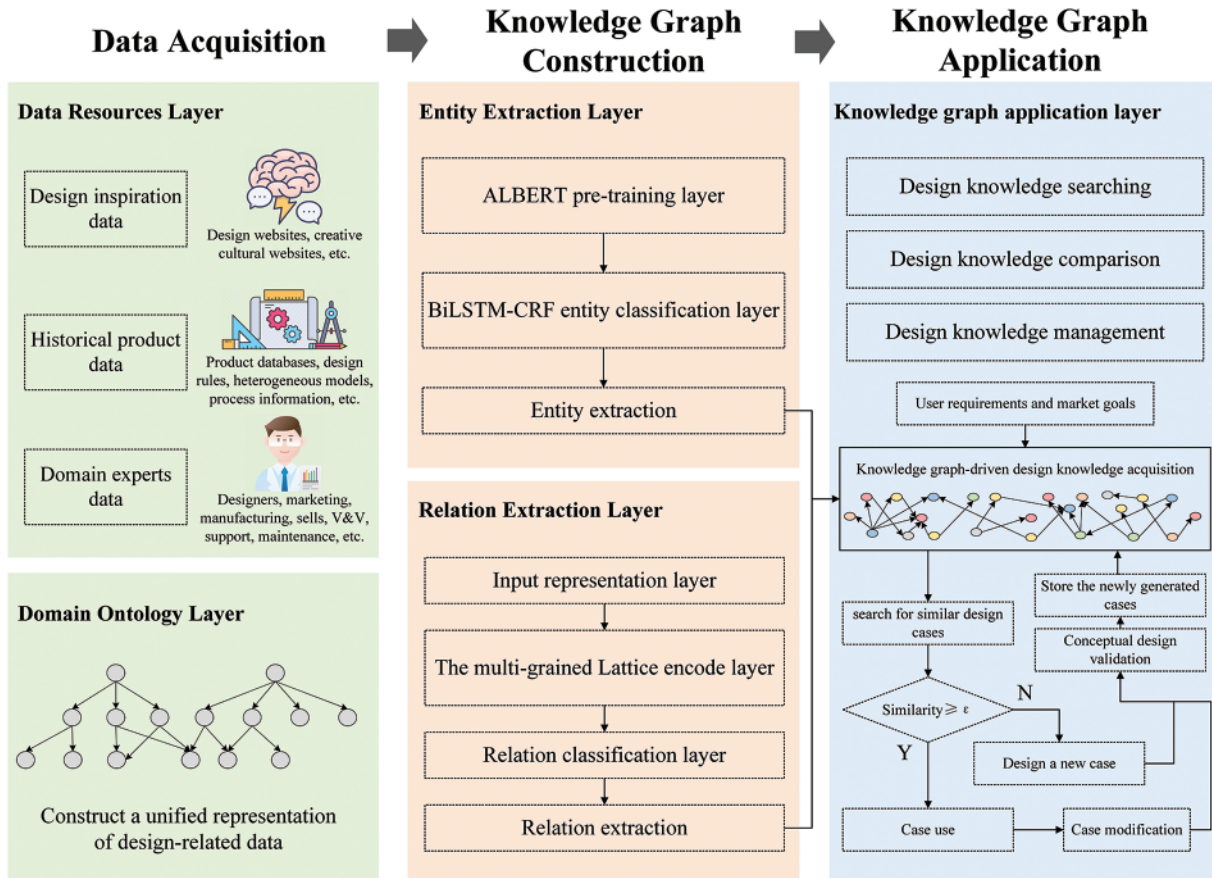 Data Acquisition
Knowledge Graph
Construction
Knowledge Graph
Application
Data Resources Layer
Design inspiration
data
Design websites, creative
cultural websites, etc.
Historical product
data
Product databases, design
rules, heterogeneous models,
process information, etc.
Domain experts
data
Designers, marketing,
manufacturing, sells, V&V,
support, maintenance, etc.
Domain Ontology Layer
Construct a unified representation
of design-related data
Entity Extraction Layer
ALBERT pre-training layer
BiLSTM-CRF entity classification layer
Entity extraction
Relation Extraction Layer
Input representation layer
The multi-grained Lattice encode layer
Relation classification layer
Relation extraction
Knowledge graph application layer
Design knowledge searching
Design knowledge comparison
Design knowledge management
User requirements and market goals
Knowledge graph-driven design knowledge acquisition
search for similar design
cases
Store the newly generated
cases
Conceptual design
validation
Similarity≥ ε
N
Y
Design a new case
Case use
Case modification